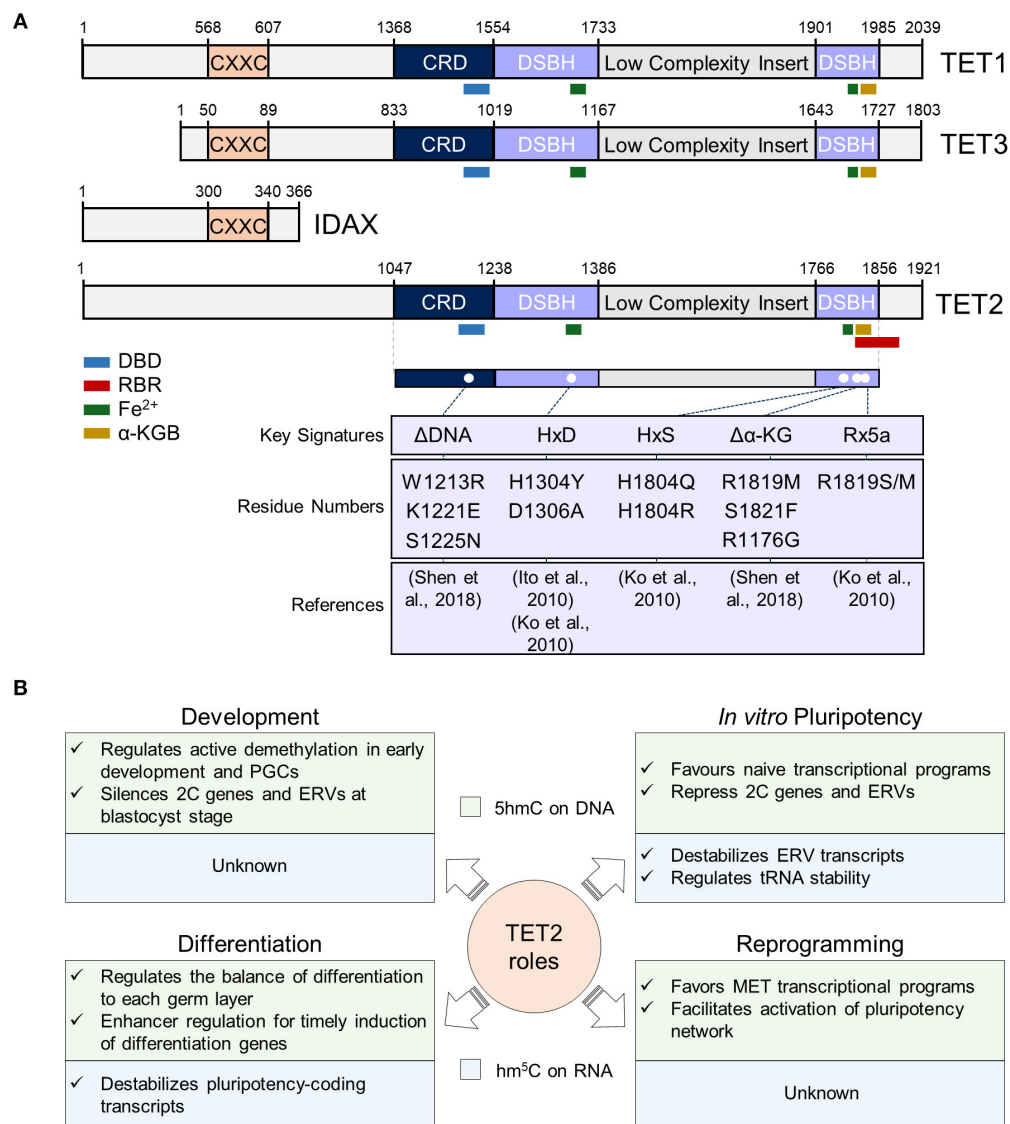 A
1 568 607 1368 1554 1733 1901 1985 2039
CXXC CRD DSBH Low Complexity Insert DSBH TET1
1 50 89 833 1019 1167 1643 1727 1803
CXXC CRD DSBH Low Complexity Insert DSBH TET3
1 300 340 366
CXXC IDAX
1 1047 1238 1386 1766 1856 1921
CRD DSBH Low Complexity Insert DSBH TET2
DBD
RBR
Fe²⁺
α-KGB
Key Signatures ΔDNA HxD HxS Δα-KG Rx5a
Residue Numbers
W1213R H1304Y H1804Q R1819M R1819S/M
K1221E D1306A H1804R S1821F
S1225N R1176G
References
(Shen et (Ito et al., (Ko et al., (Shen et (Ko et al.,
al., 2018) 2010) 2010) al., 2018) 2010)
(Ko et al.,
2010)
B
Development
✓ Regulates active demethylation in early
development and PGCs
✓ Silences 2C genes and ERVs at
blastocyst stage
Unknown
In vitro Pluripotency
✓ Favours naive transcriptional programs
✓ Repress 2C genes and ERVs
✓ Destabilizes ERV transcripts
✓ Regulates tRNA stability
5hmC on DNA
TET2
roles
hm⁵C on RNA
Differentiation
✓ Regulates the balance of differentiation
to each germ layer
✓ Enhancer regulation for timely induction
of differentiation genes
✓ Destabilizes pluripotency-coding
transcripts
Reprogramming
✓ Favors MET transcriptional programs
✓ Facilitates activation of pluripotency
network
Unknown